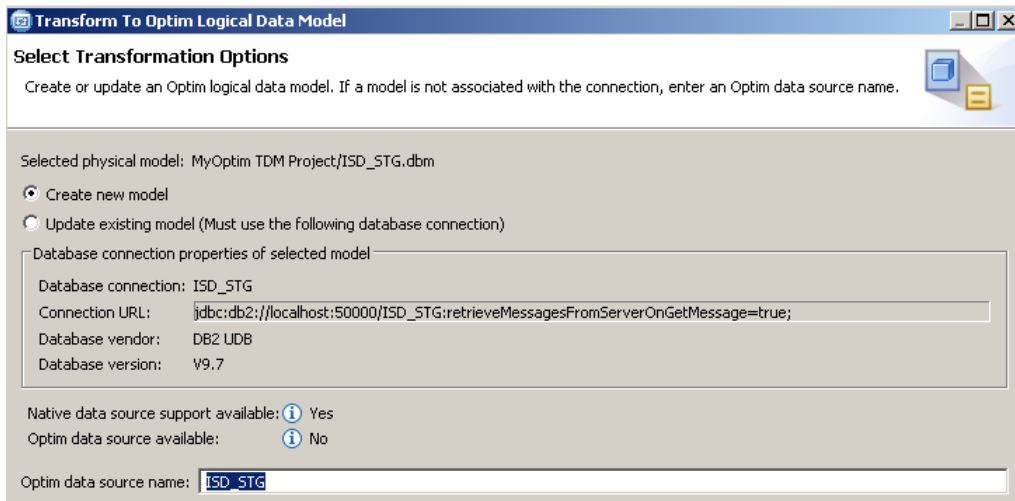 Transform To Optim Logical Data Model
Select Transformation Options
Create or update an Optim logical data model. If a model is not associated with the connection, enter an Optim data source name.
Selected physical model: MyOptim TDM Project/ISD_STG.dbm
Create new model
Update existing model (Must use the following database connection)
Database connection properties of selected model
Database connection: ISD_STG
Connection URL: jdbc:db2://localhost:50000/ISD_STG:retrieveMessagesFromServerOnGetMessage=true;
Database vendor: DB2 UDB
Database version: V9.7
Native data source support available: Yes
Optim data source available: No
Optim data source name: ISD_STG